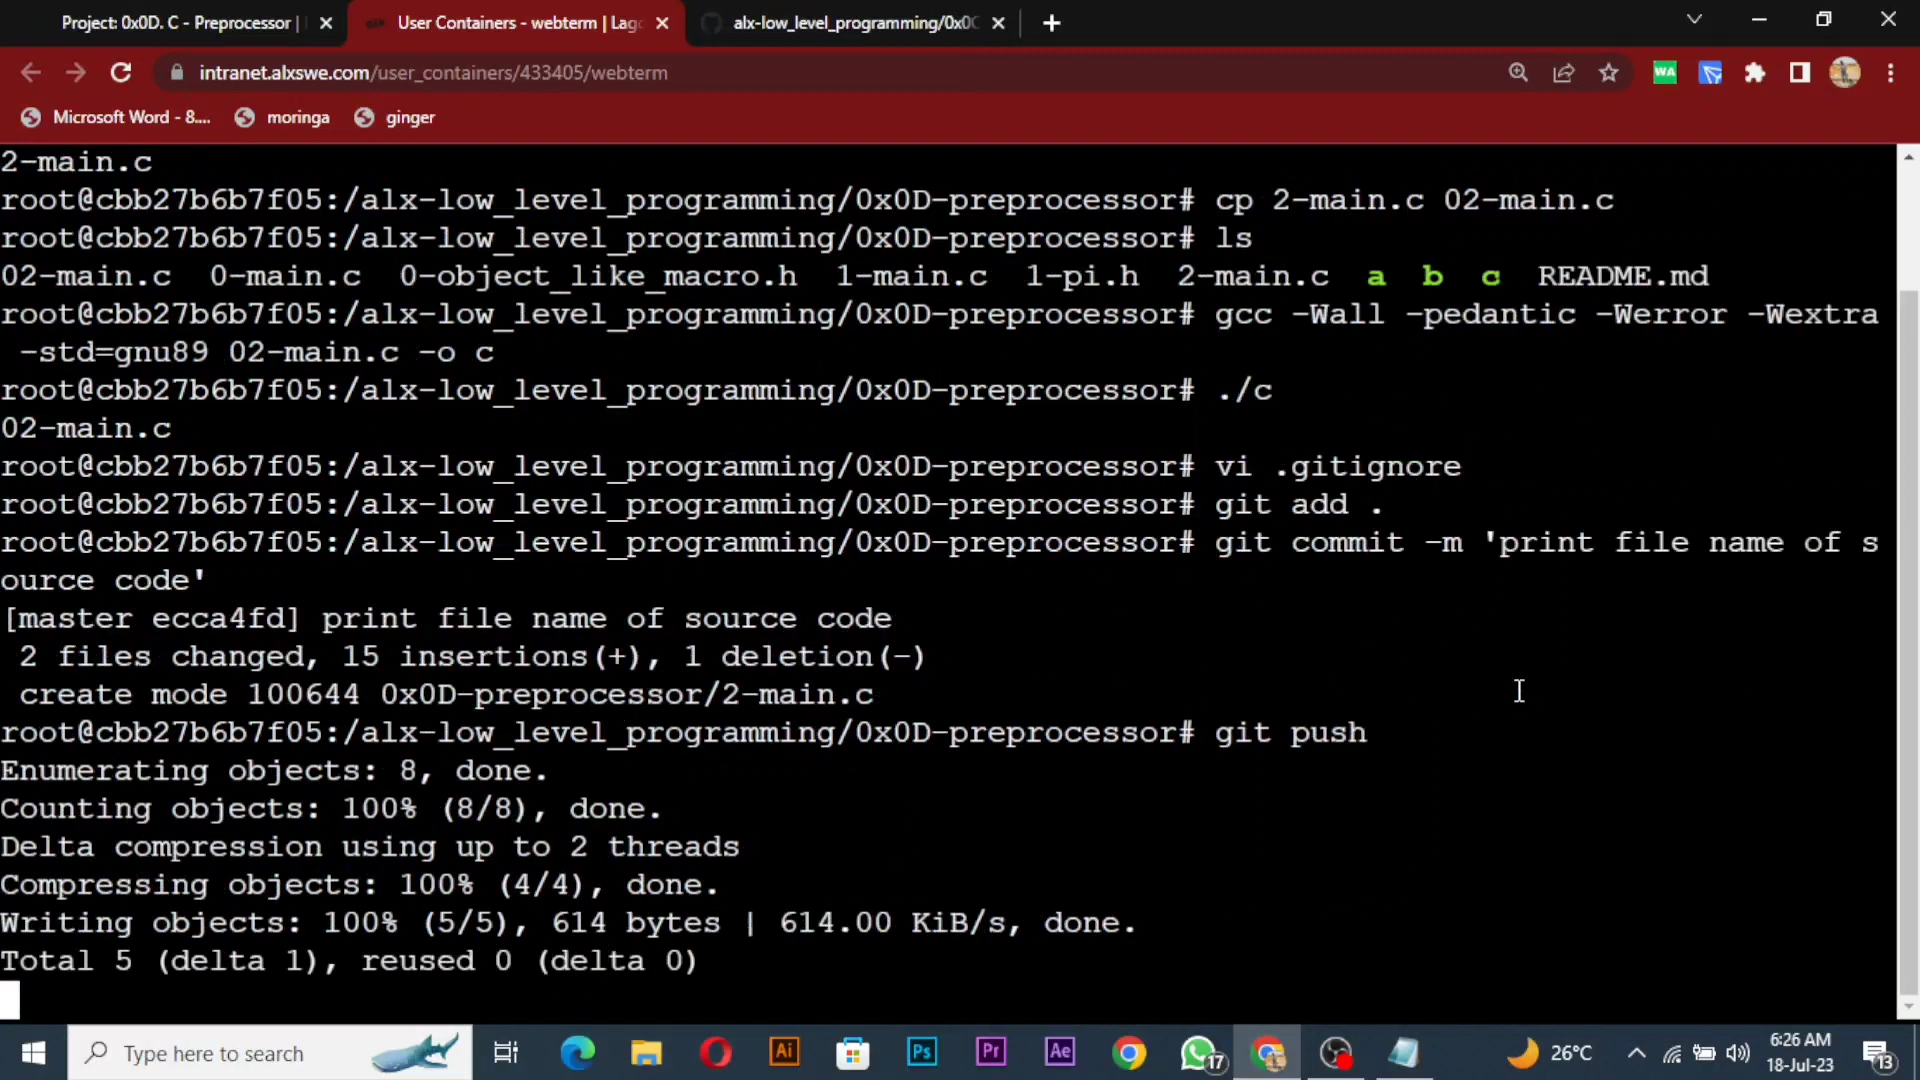 Project: 0x0D. C - Preprocessor |
User Containers - webterm | Lago
alx-low_level_programming/0x0D
intranet.alxswe.com/user_containers/433405/webterm
WA
Microsoft Word - 8....
moringa
ginger
2-main.c
root@cbb27b6b7f05:/alx-low_level_programming/0x0D-preprocessor# cp 2-main.c 02-main.c
root@cbb27b6b7f05:/alx-low_level_programming/0x0D-preprocessor# ls
02-main.c 0-main.c 0-object_like_macro.h 1-main.c 1-pi.h 2-main.c a b c README.md
root@cbb27b6b7f05:/alx-low_level_programming/0x0D-preprocessor# gcc -Wall -pedantic -Werror -Wextra
-std=gnu89 02-main.c -o c
root@cbb27b6b7f05:/alx-low_level_programming/0x0D-preprocessor# ./c
02-main.c
root@cbb27b6b7f05:/alx-low_level_programming/0x0D-preprocessor# vi .gitignore
root@cbb27b6b7f05:/alx-low_level_programming/0x0D-preprocessor# git add .
root@cbb27b6b7f05:/alx-low_level_programming/0x0D-preprocessor# git commit -m 'print file name of s
ource code'
[master ecca4fd] print file name of source code
2 files changed, 15 insertions(+), 1 deletion(-)
create mode 100644 0x0D-preprocessor/2-main.c
root@cbb27b6b7f05:/alx-low_level_programming/0x0D-preprocessor# git push
Enumerating objects: 8, done.
Counting objects: 100% (8/8), done.
Delta compression using up to 2 threads
Compressing objects: 100% (4/4), done.
Writing objects: 100% (5/5), 614 bytes | 614.00 KiB/s, done.
Total 5 (delta 1), reused 0 (delta 0)
Type here to search
Ai
Ps
Pr
Ae
17
26°C
6:26 AM
18-Jul-23
13